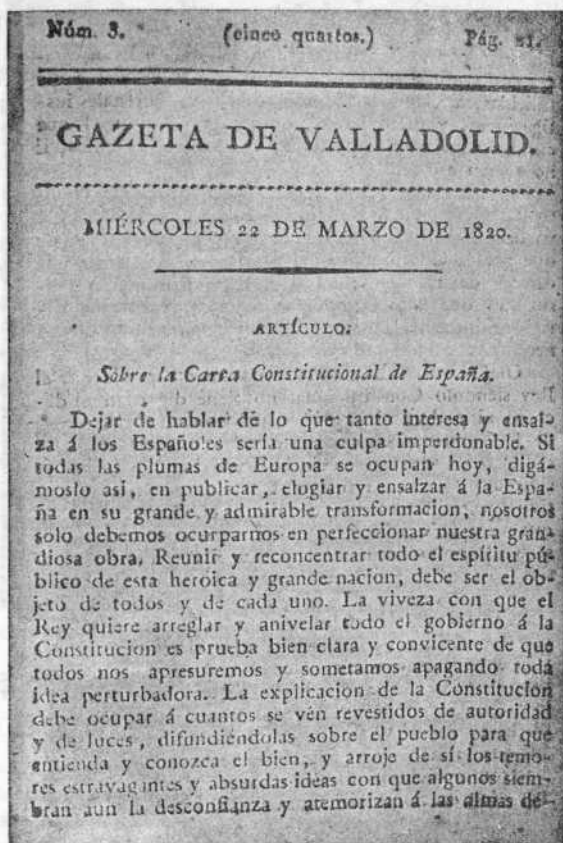 Núm. 3. (cinco quartos.) Pág. 21.
GAZETA DE VALLADOLID.
MIÉRCOLES 22 DE MARZO DE 1820.
ARTÍCULO.
Sobre la Carta Constitucional de España.
Dejar de hablar de lo que tanto interesa y ensal-
za á los Españoles sería una culpa imperdonable. Si
todas las plumas de Europa se ocupan hoy, digá-
moslo asi, en publicar, elogiar y ensalzar á la Espa-
ña en su grande y admirable transformacion, nosotros
solo debemos ocurparnos en perfeccionar nuestra gran-
diosa obra. Reunir y reconcentrar todo el espíritu pú-
blico de esta heroica y grande nacion, debe ser el ob-
jeto de todos y de cada uno. La viveza con que el
Rey quiere arreglar y anivelar todo el gobierno á la
Constitucion es prueba bien clara y convicente de que
todos nos apresuremos y sometamos apagando toda
idea perturbadora. La explicacion de la Constitucion
debe ocupar á cuantos se vén revestidos de autoridad
y de luces, difundiéndolas sobre el pueblo para que
entienda y conozca el bien, y arroje de sí los temo-
res estravagantes y absurdas ideas con que algunos siem-
bran aun la desconfianza y atemorizan á las almas dé-